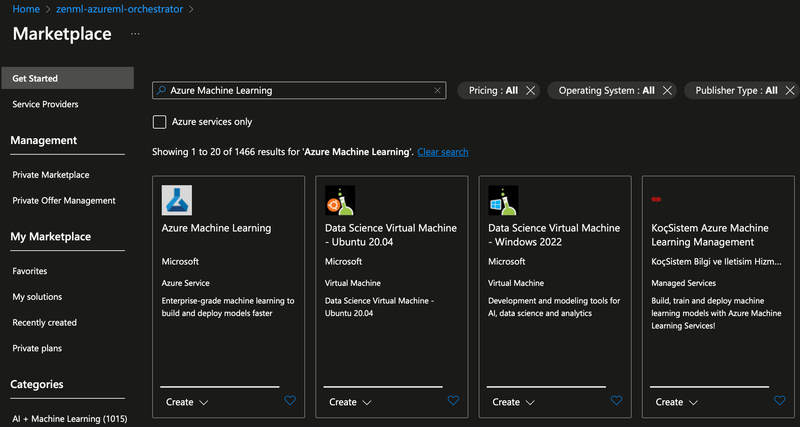 Home > zenml-azureml-orchestrator >
Marketplace ...
Get Started
Service Providers
Management
Private Marketplace
Private Offer Management
My Marketplace
Favorites
My solutions
Recently created
Private plans
Categories
AI + Machine Learning (1015)
Azure Machine Learning
Pricing : All
Operating System : All
Publisher Type : All
Azure services only
Showing 1 to 20 of 1466 results for 'Azure Machine Learning'. Clear search
Azure Machine Learning
Microsoft
Azure Service
Enterprise-grade machine learning to
build and deploy models faster
Create
Data Science Virtual Machine
- Ubuntu 20.04
Microsoft
Virtual Machine
Data Science Virtual Machine -
Ubuntu 20.04
Create
Data Science Virtual Machine
- Windows 2022
Microsoft
Virtual Machine
Development and modeling tools for
AI, data science and analytics
Create
KoçSistem Azure Machine
Learning Management
KoçSistem Bilgi ve Iletisim Hizm...
Managed Services
Build, train and deploy machine
learning models with Azure Machine
Learning Services!
Create